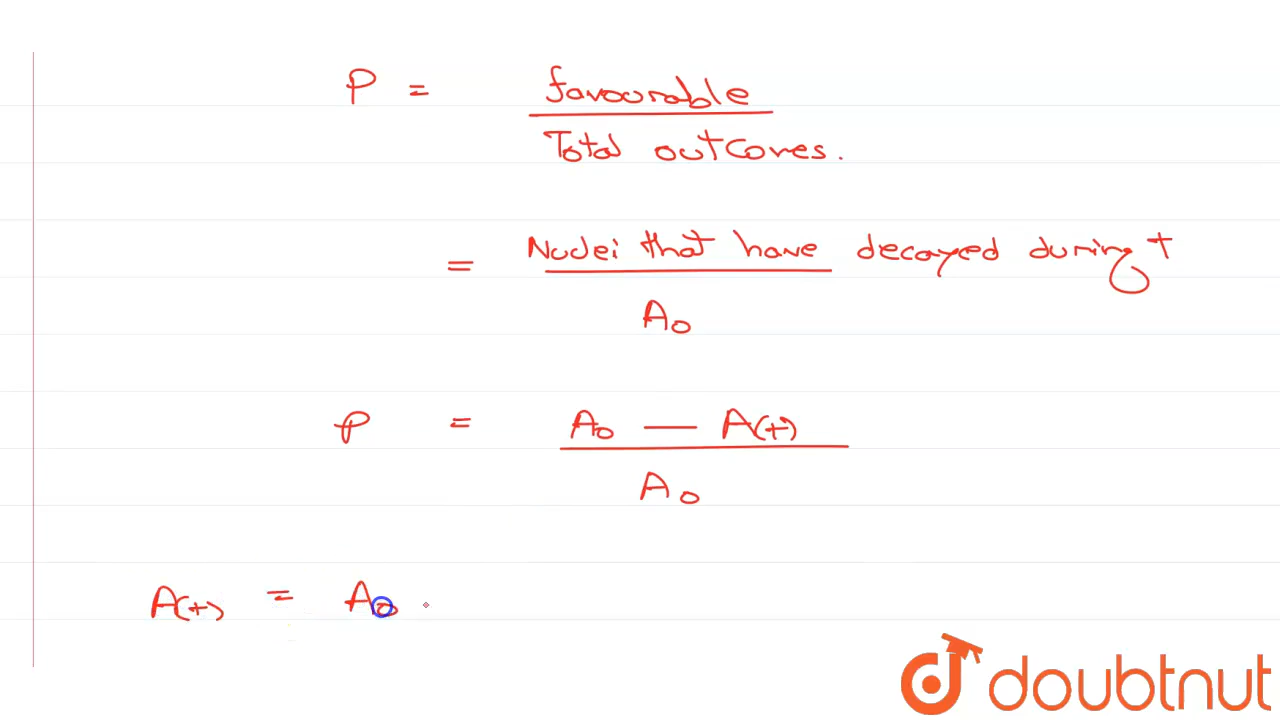 P = favourable
Total outcomes.
= Nuclei that have decayed during t
A0
P = A0 — A(t)
A0
A(t) = A0
doubtnut